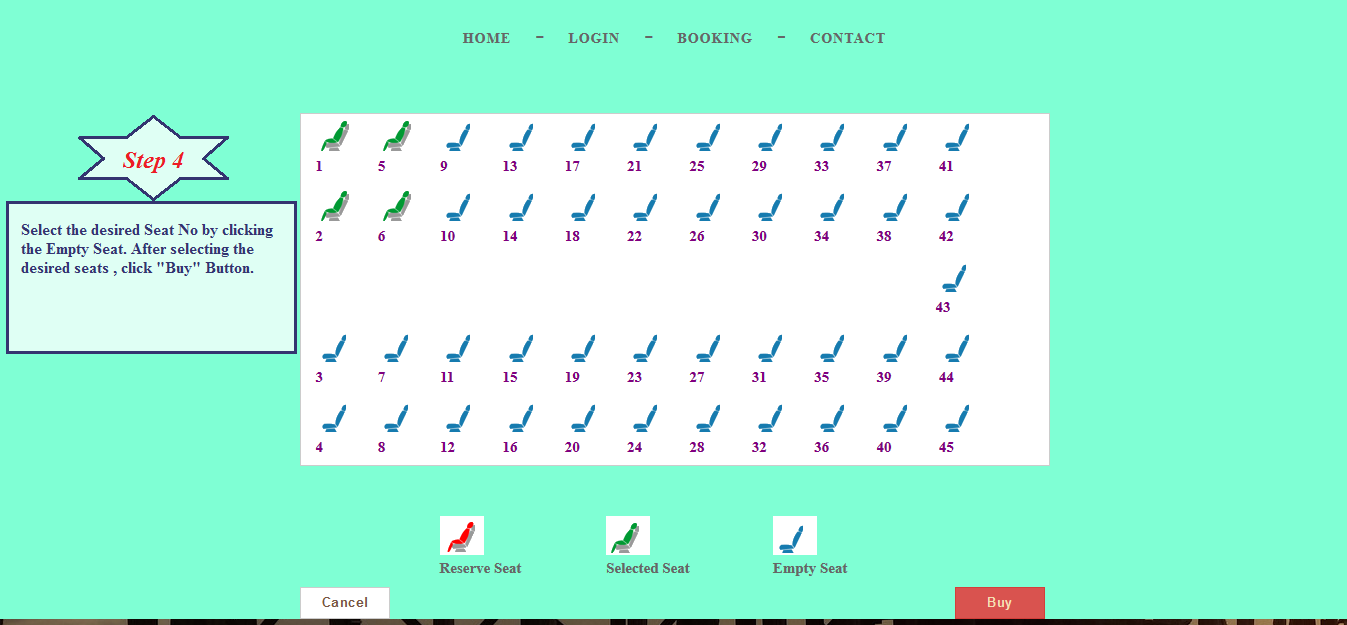 HOME - LOGIN - BOOKING - CONTACT
Step 4
Select the desired Seat No by clicking
the Empty Seat. After selecting the
desired seats , click "Buy" Button.
1 5 9 13 17 21 25 29 33 37 41
2 6 10 14 18 22 26 30 34 38 42
43
3 7 11 15 19 23 27 31 35 39 44
4 8 12 16 20 24 28 32 36 40 45
Reserve Seat Selected Seat Empty Seat
Cancel Buy